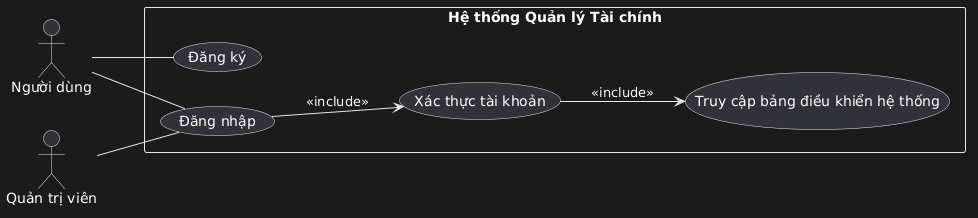 Hệ thống Quản lý Tài chính
Đăng ký
Người dùng
<<include>>
<<include>>
Xác thực tài khoản
Truy cập bảng điều khiển hệ thống
Đăng nhập
Quản trị viên